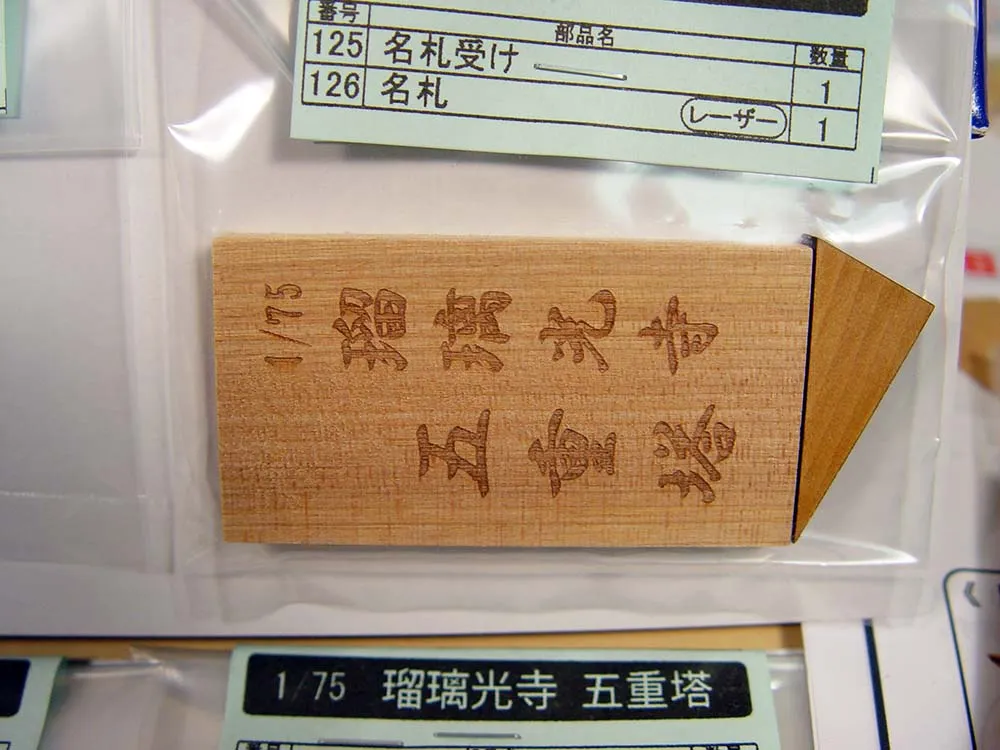 番号 部品名 数量
125 名札受け 1
126 名札 レーザー 1
1/75 瑠璃光寺
五重塔
1/75 瑠璃光寺 五重塔